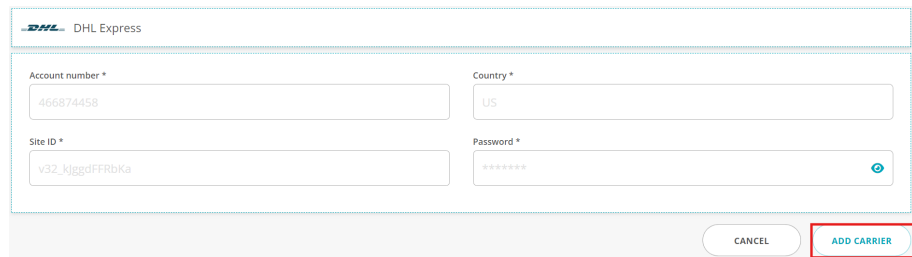 DHL DHL Express
Account number *
Country *
466874458
US
Site ID *
Password *
v32_kJggdFFRbKa
*******
CANCEL
ADD CARRIER